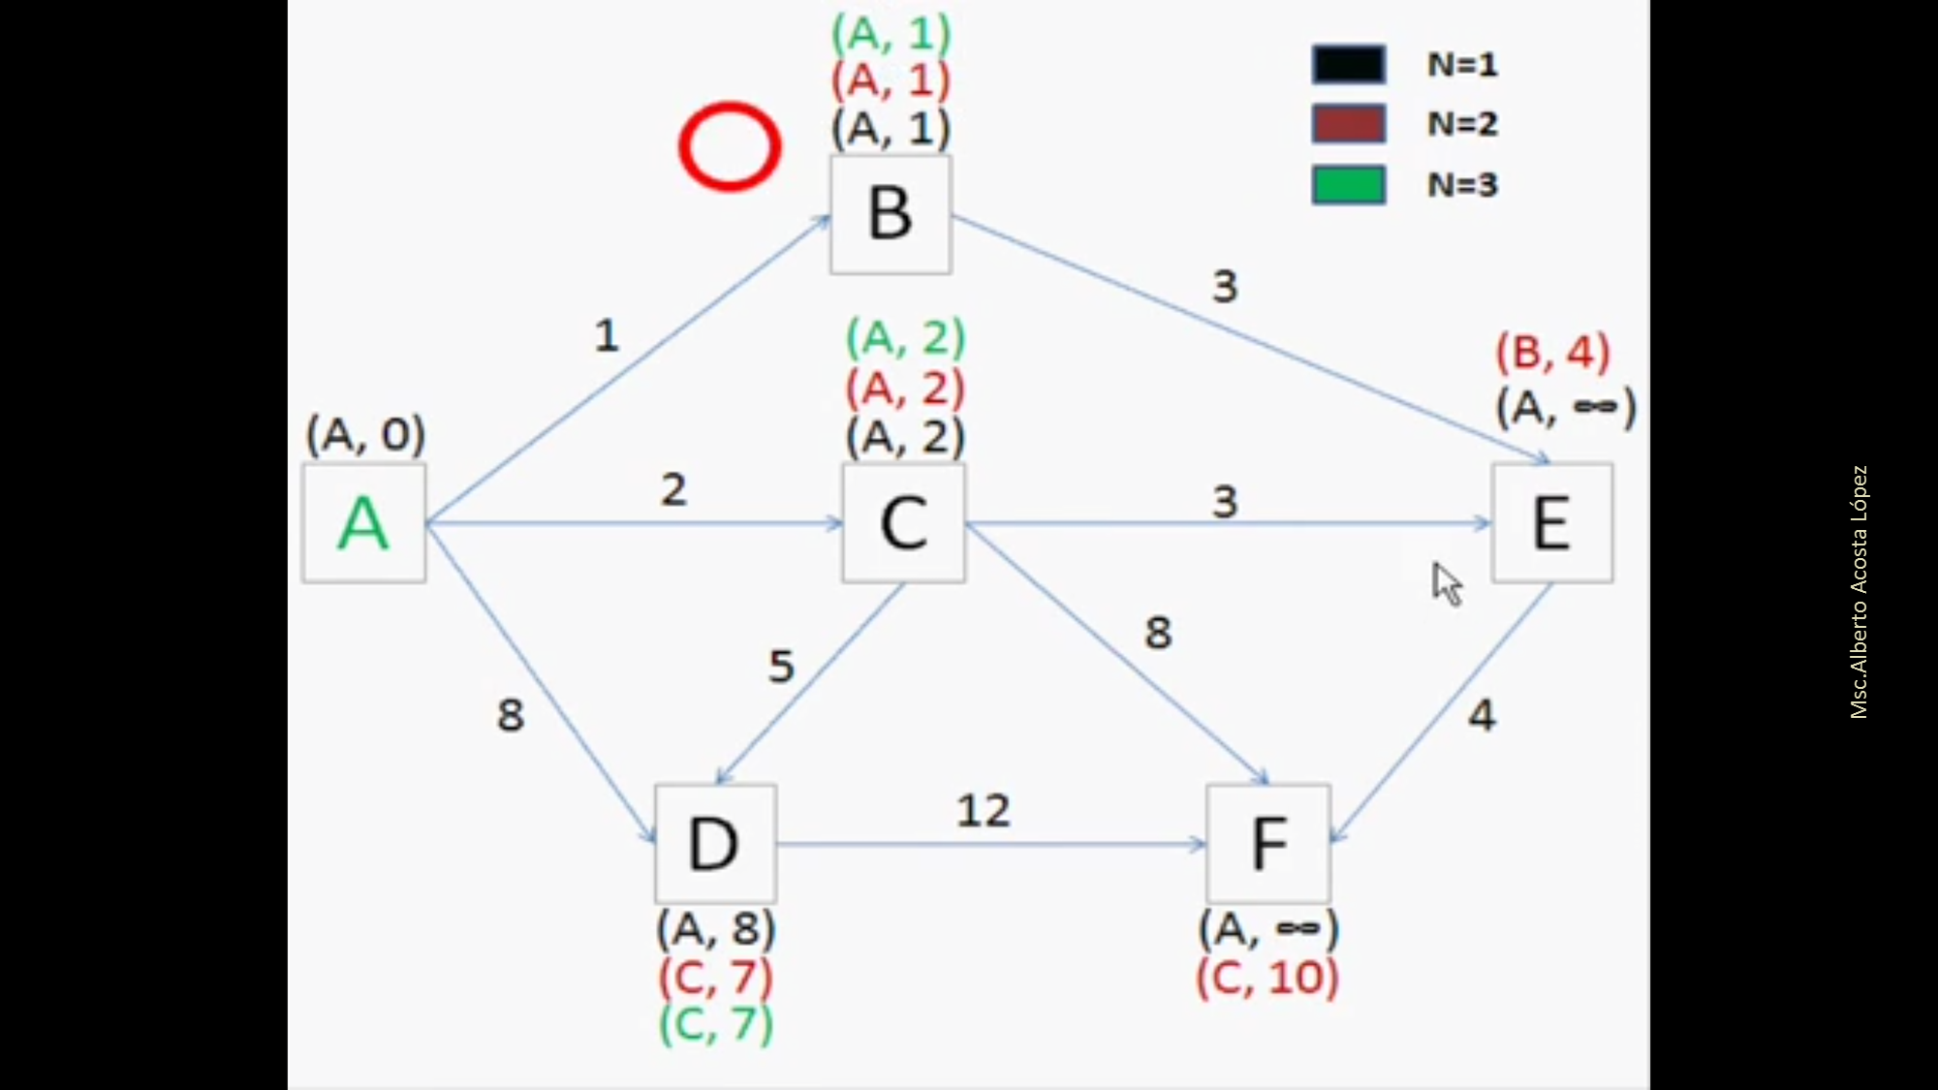 (A, 1)
(A, 1)
(A, 1)
B
N=1
N=2
N=3
1
3
(A, 2)
(A, 2)
(A, 2)
(B, 4)
(A, ∞)
(A, 0)
A
2
C
3
E
8
5
8
4
D
12
F
(A, 8)
(C, 7)
(C, 7)
(A, ∞)
(C, 10)
Msc.Alberto Acosta López